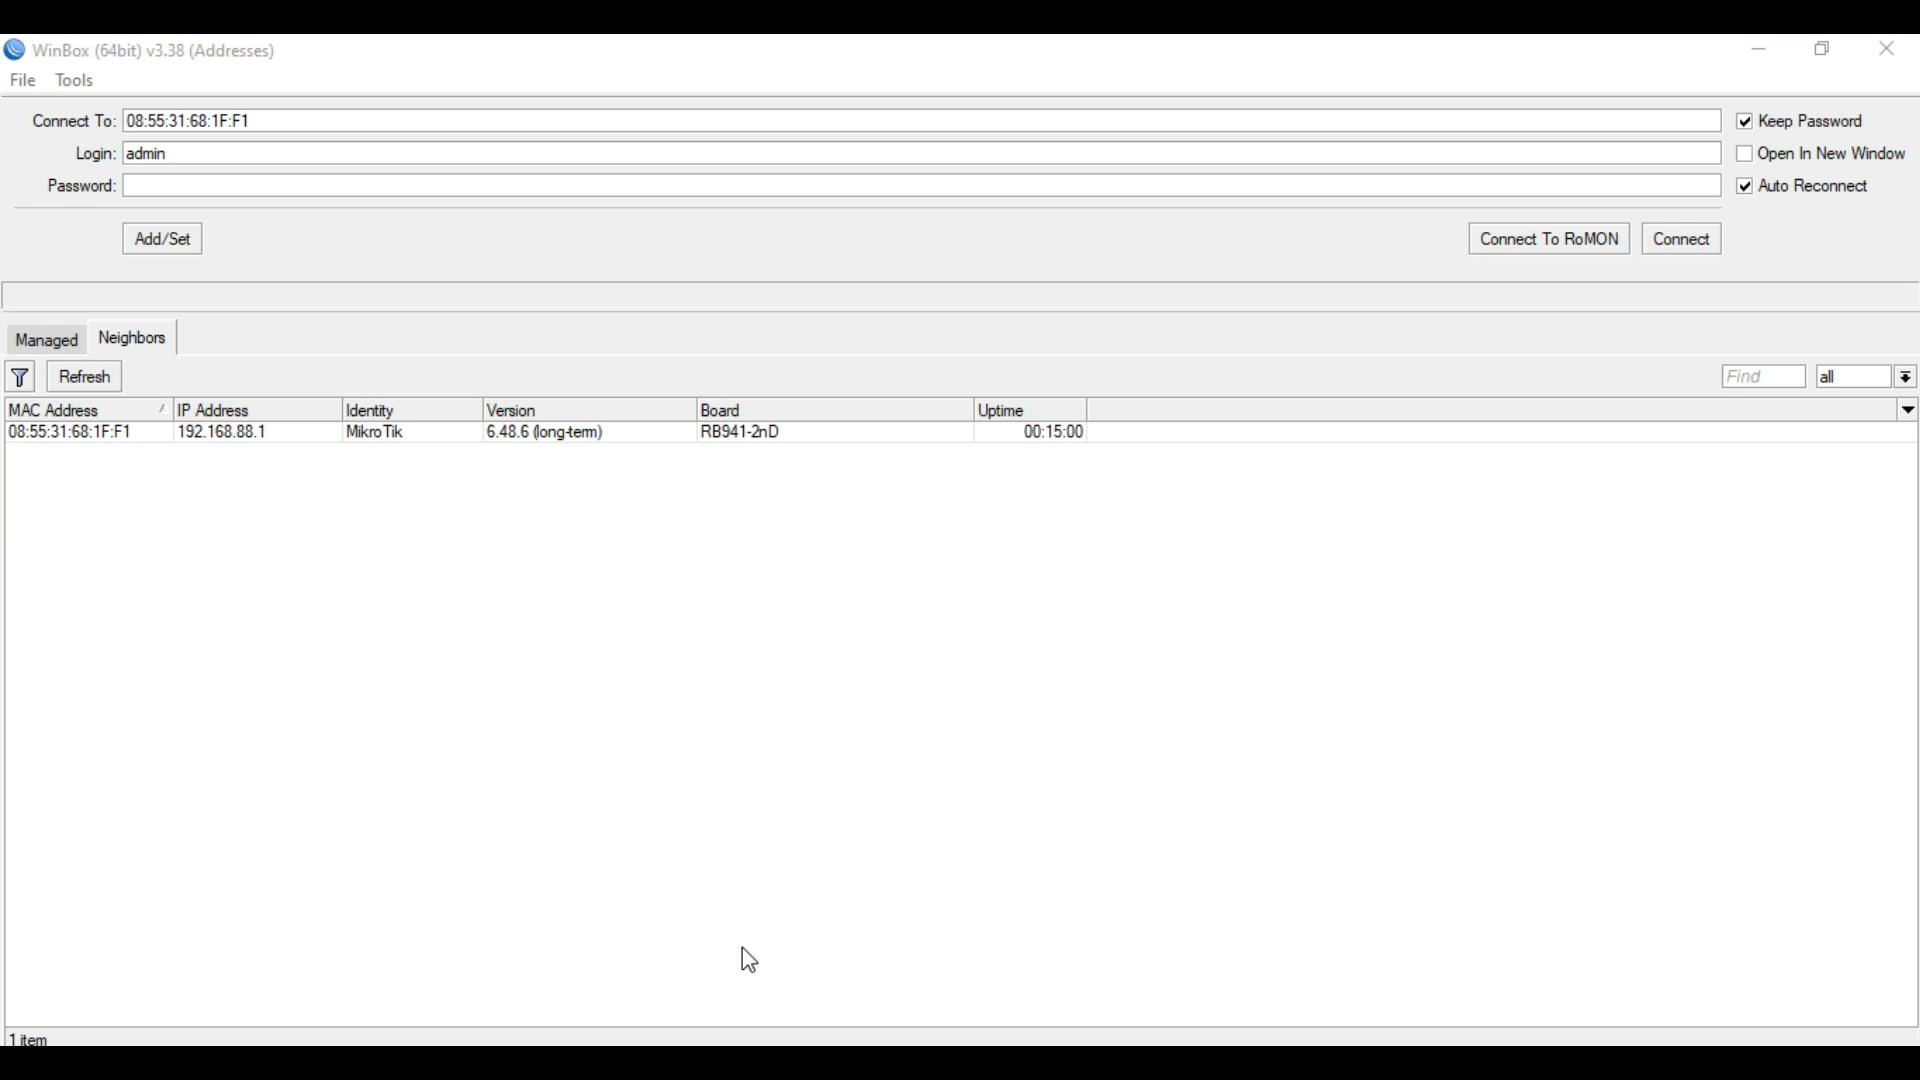 WinBox (64bit) v3.38 (Addresses)
File Tools
Connect To: 08:55:31:68:1F:F1 Keep Password
Login: admin Open In New Window
Password: Auto Reconnect
Add/Set Connect To RoMON Connect
Managed Neighbors
Refresh Find all
MAC Address IP Address Identity Version Board Uptime
08:55:31:68:1F:F1 192.168.88.1 MikroTik 6.48.6 (long-term) RB941-2nD 00:15:00
1 item